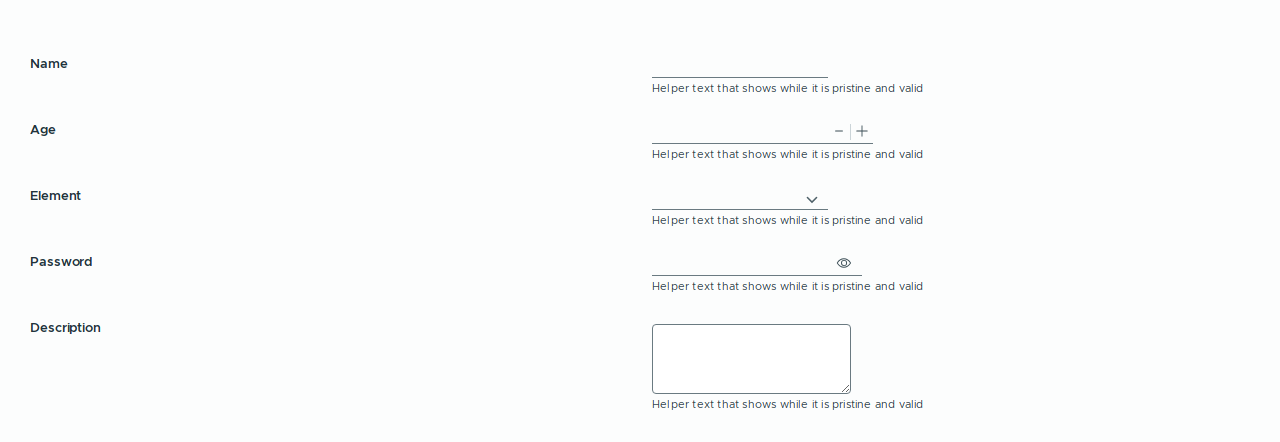 Name
Helper text that shows while it is pristine and valid
Age
Helper text that shows while it is pristine and valid
Element
Helper text that shows while it is pristine and valid
Password
Helper text that shows while it is pristine and valid
Description
Helper text that shows while it is pristine and valid